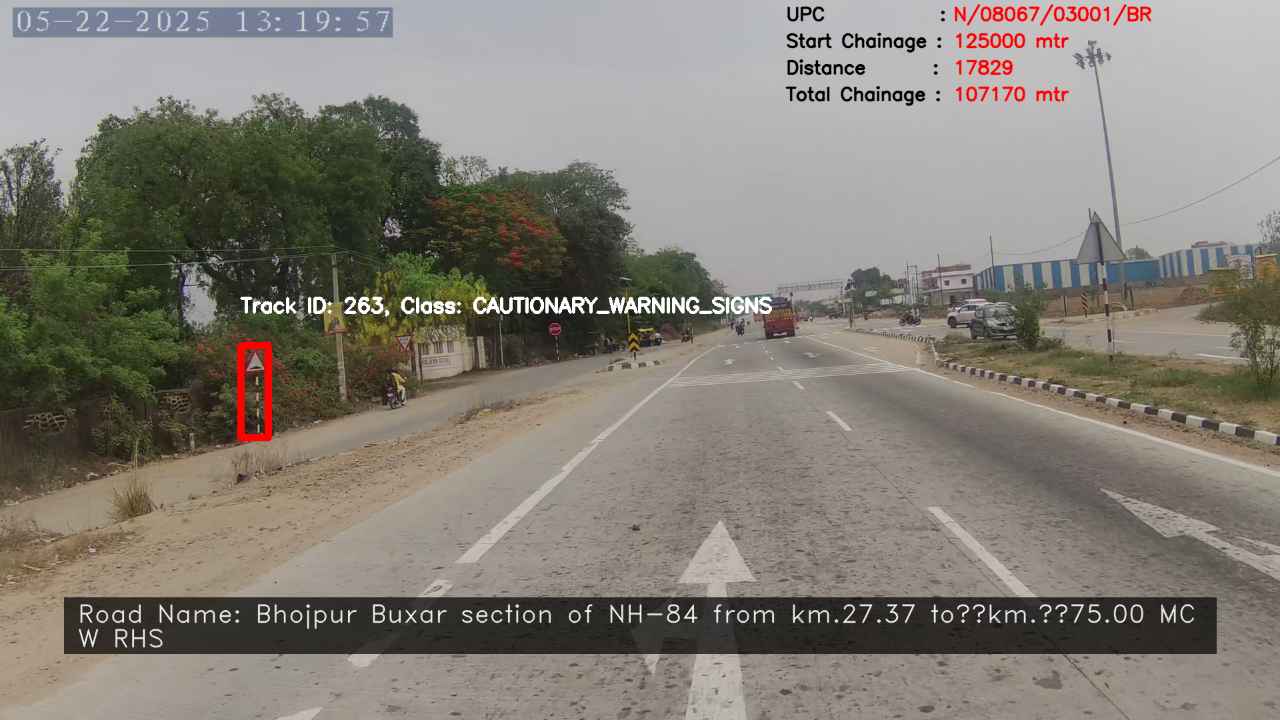 05-22-2025 13:19:57
UPC : N/08067/03001/BR
Start Chainage : 125000 mtr
Distance : 17829
Total Chainage : 107170 mtr
Track ID: 263, Class: CAUTIONARY_WARNING_SIGNS
Road Name: Bhojpur Buxar section of NH-84 from km.27.37 to??km.??75.00 MC
W RHS